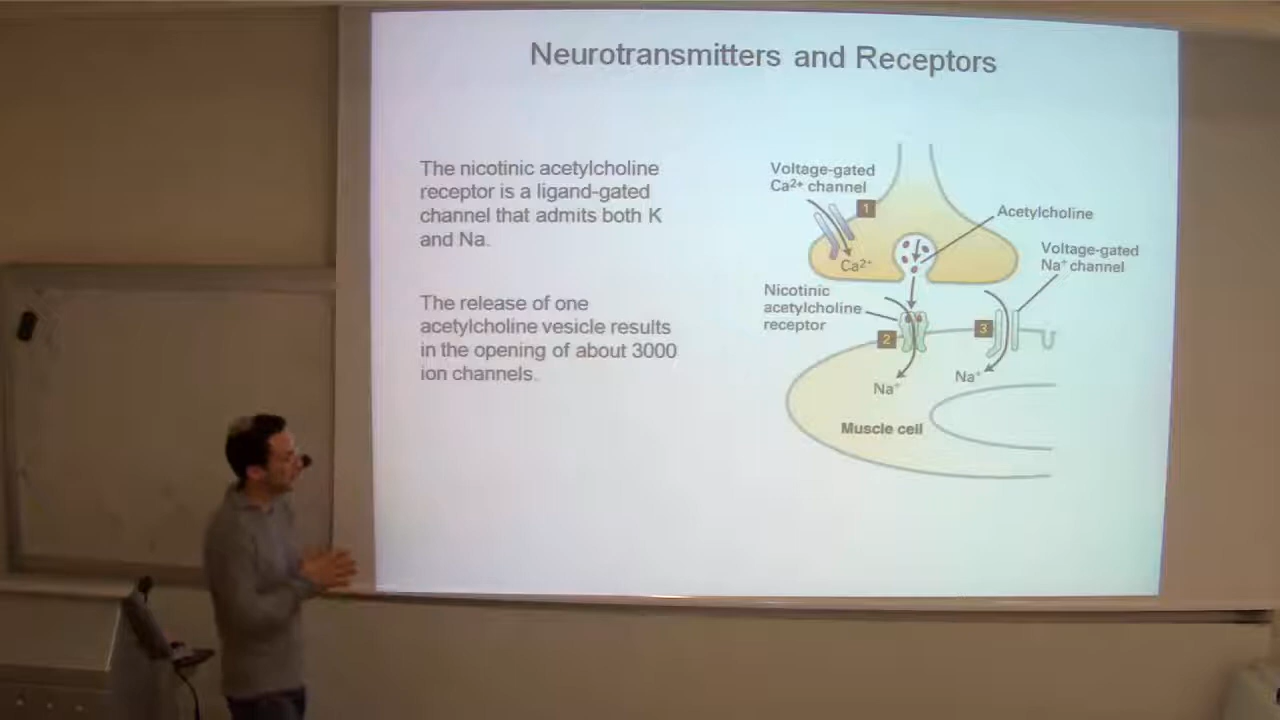 Neurotransmitters and Receptors
The nicotinic acetylcholine
receptor is a ligand-gated
channel that admits both K
and Na.
The release of one
acetylcholine vesicle results
in the opening of about 3000
ion channels.
Voltage-gated
Ca²⁺ channel
1
Acetylcholine
Voltage-gated
Na⁺ channel
Ca²⁺
Nicotinic
acetylcholine
receptor
2
3
Na⁺
Na⁺
Muscle cell